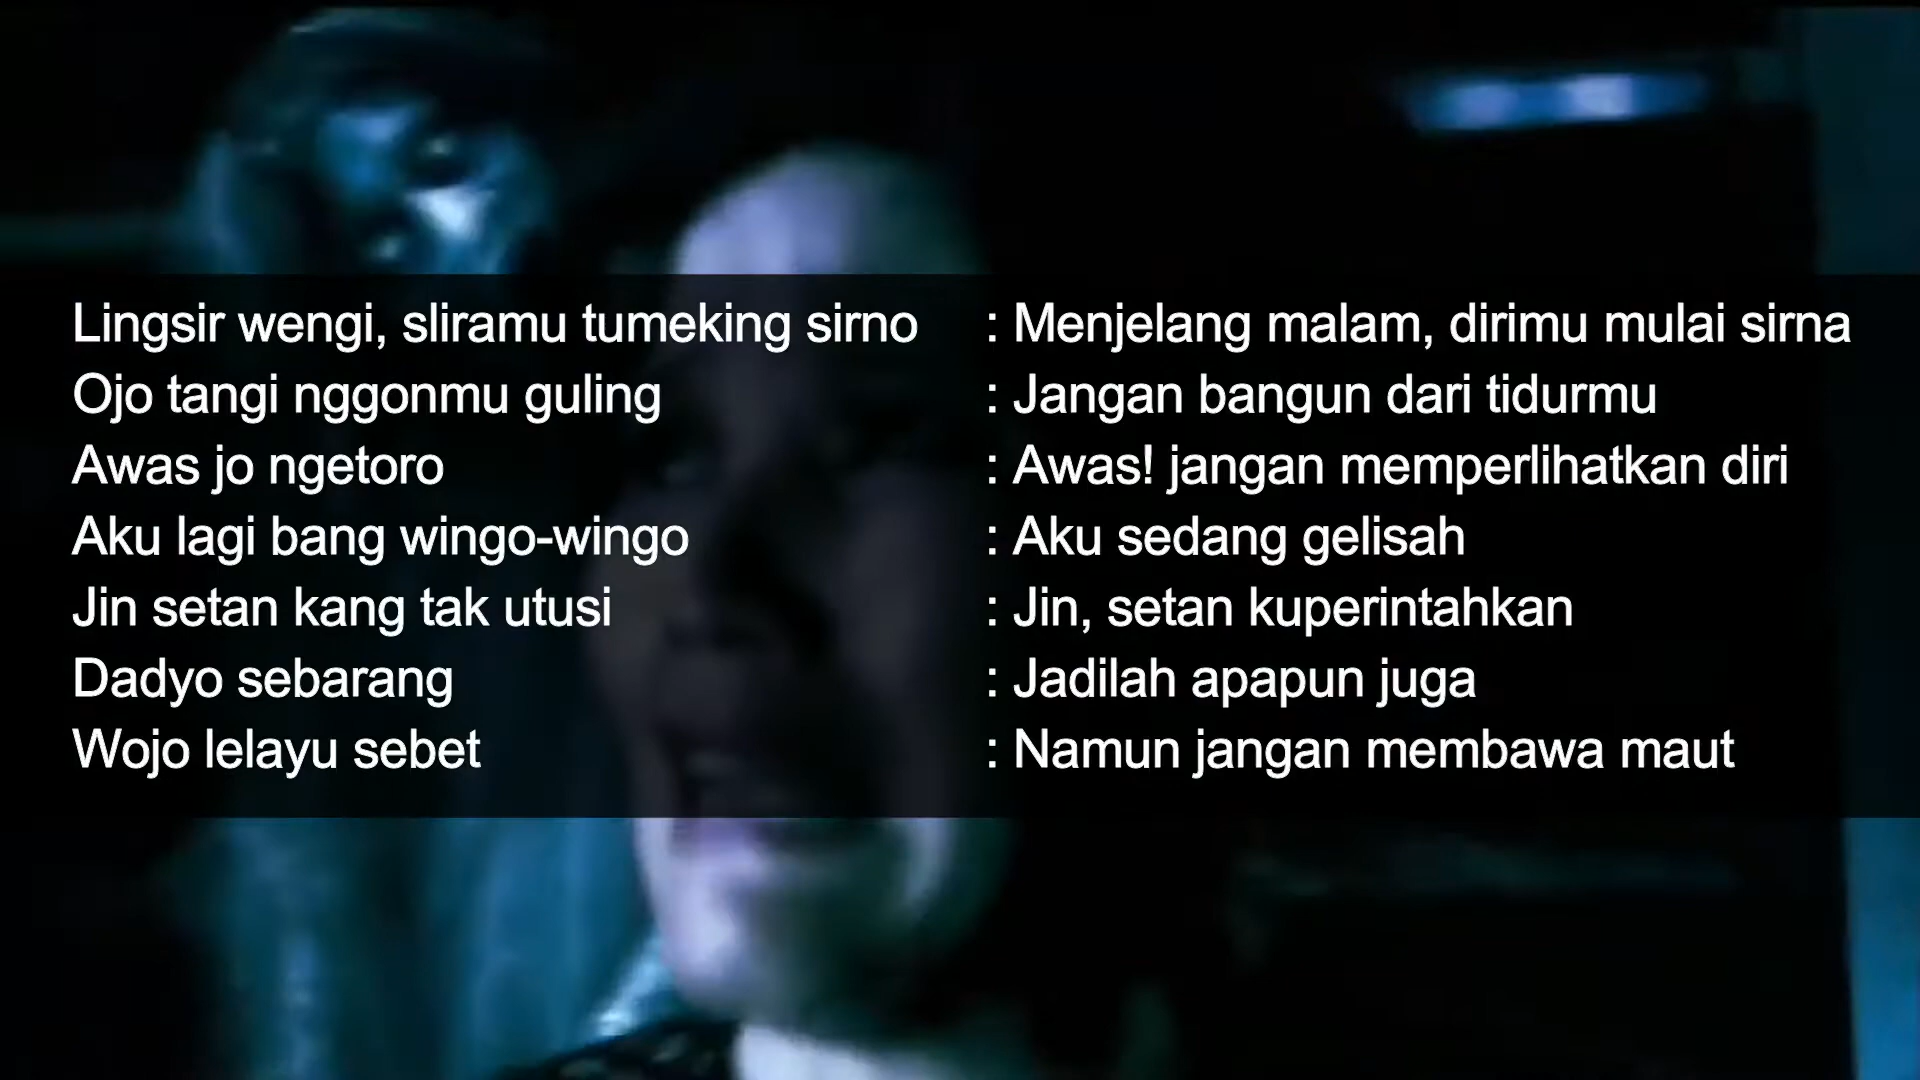 Lingsir wengi, sliramu tumeking sirno : Menjelang malam, dirimu mulai sirna
Ojo tangi nggonmu guling : Jangan bangun dari tidurmu
Awas jo ngetoro : Awas! jangan memperlihatkan diri
Aku lagi bang wingo-wingo : Aku sedang gelisah
Jin setan kang tak utusi : Jin, setan kuperintahkan
Dadyo sebarang : Jadilah apapun juga
Wojo lelayu sebet : Namun jangan membawa maut